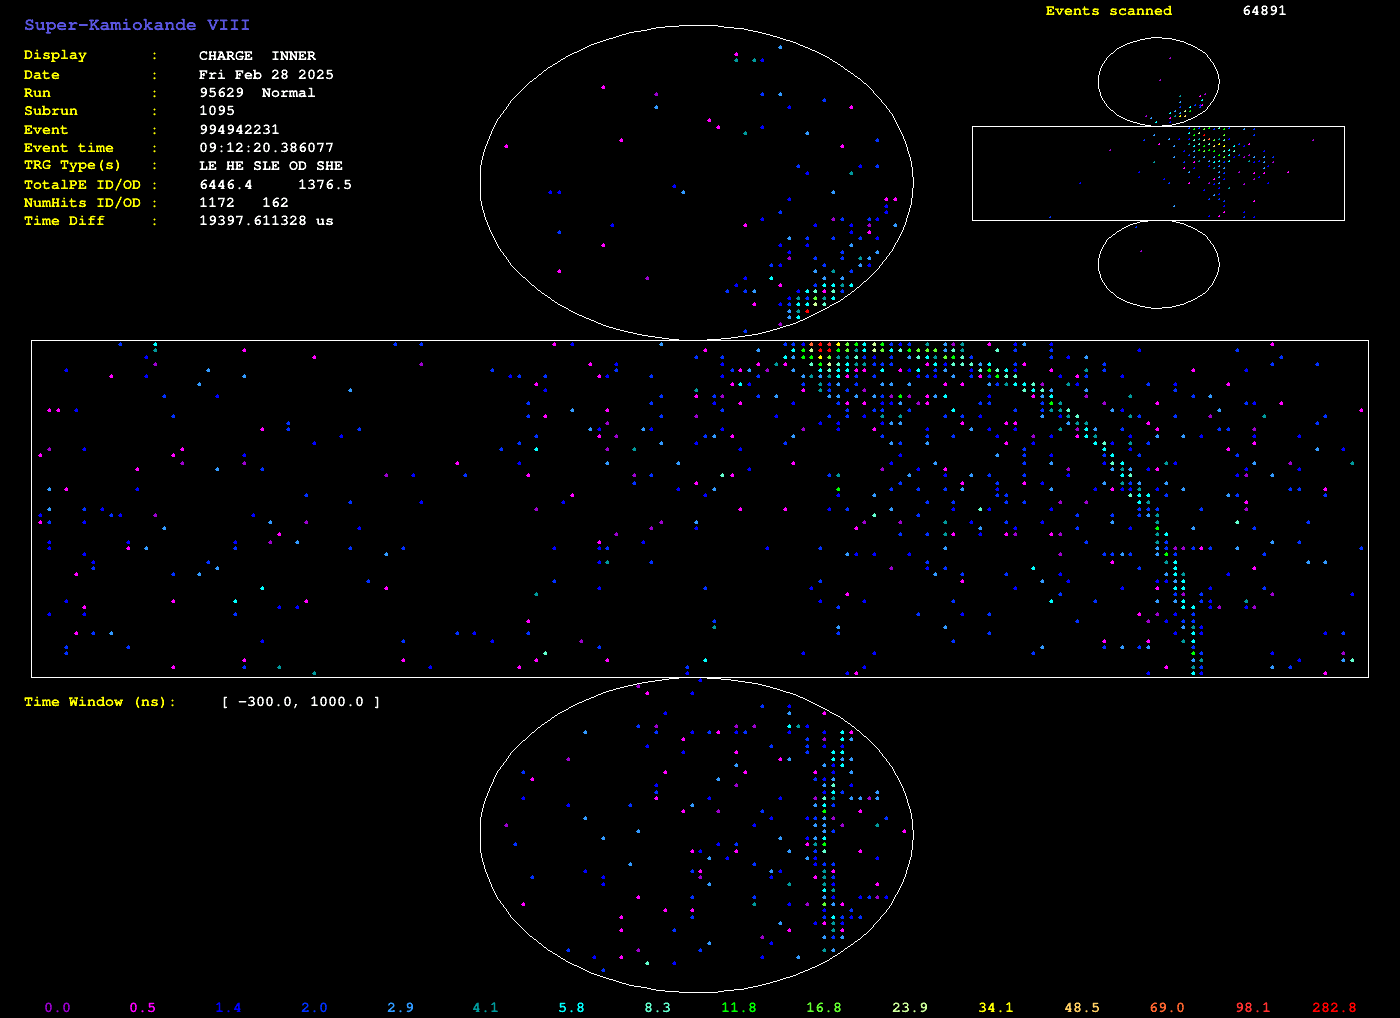 Super-Kamiokande VIII
Events scanned 64891
Display : CHARGE INNER
Date : Fri Feb 28 2025
Run : 95629 Normal
Subrun : 1095
Event : 994942231
Event time : 09:12:20.386077
TRG Type(s) : LE HE SLE OD SHE
TotalPE ID/OD : 6446.4 1376.5
NumHits ID/OD : 1172 162
Time Diff : 19397.611328 us
Time Window (ns): [ -300.0, 1000.0 ]
0.0 0.5 1.4 2.0 2.9 4.1 5.8 8.3 11.8 16.8 23.9 34.1 48.5 69.0 98.1 282.8